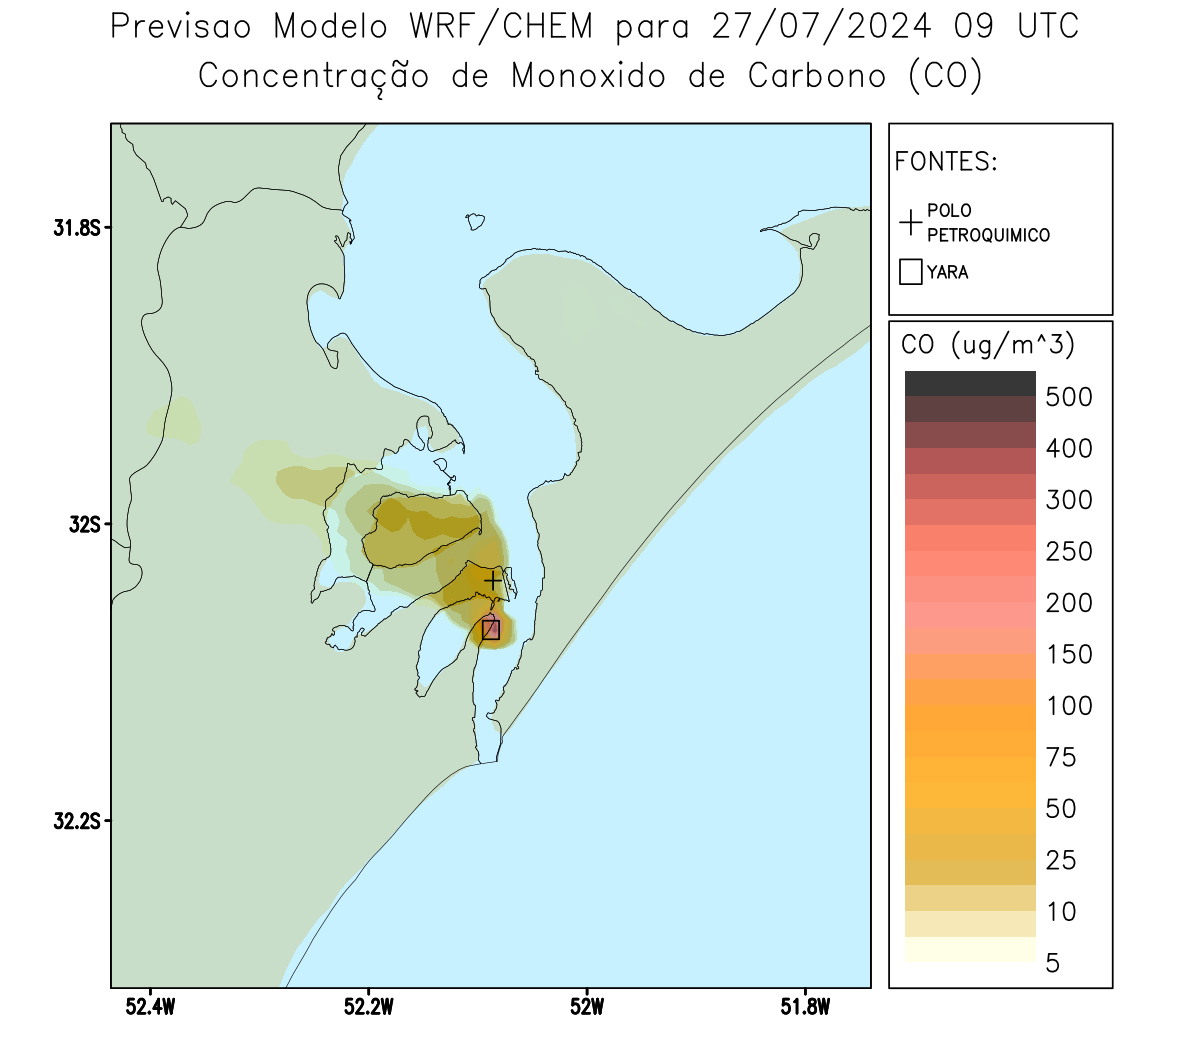 Previsao Modelo WRF/CHEM para 27/07/2024 09 UTC
Concentração de Monoxido de Carbono (CO)
FONTES:
POLO
PETROQUIMICO
YARA
31.8S
32S
32.2S
52.4W
52.2W
52W
51.8W
CO (ug/m^3)
500
400
300
250
200
150
100
75
50
25
10
5